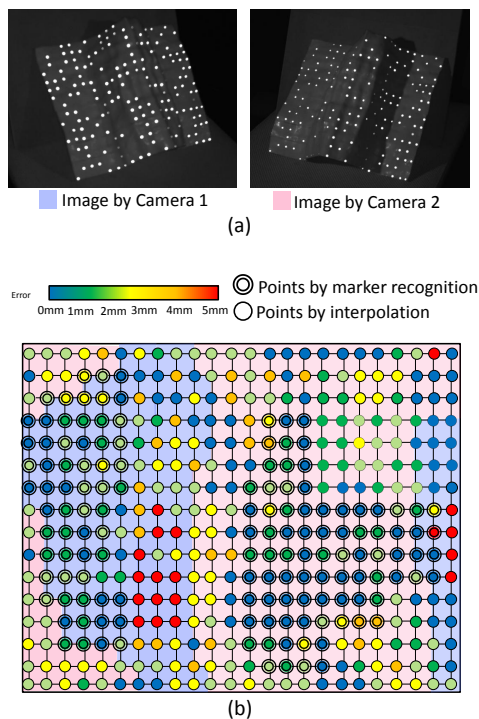 Image by Camera 1
Image by Camera 2
(a)
Error
0mm 1mm 2mm 3mm 4mm 5mm
Points by marker recognition
Points by interpolation
(b)